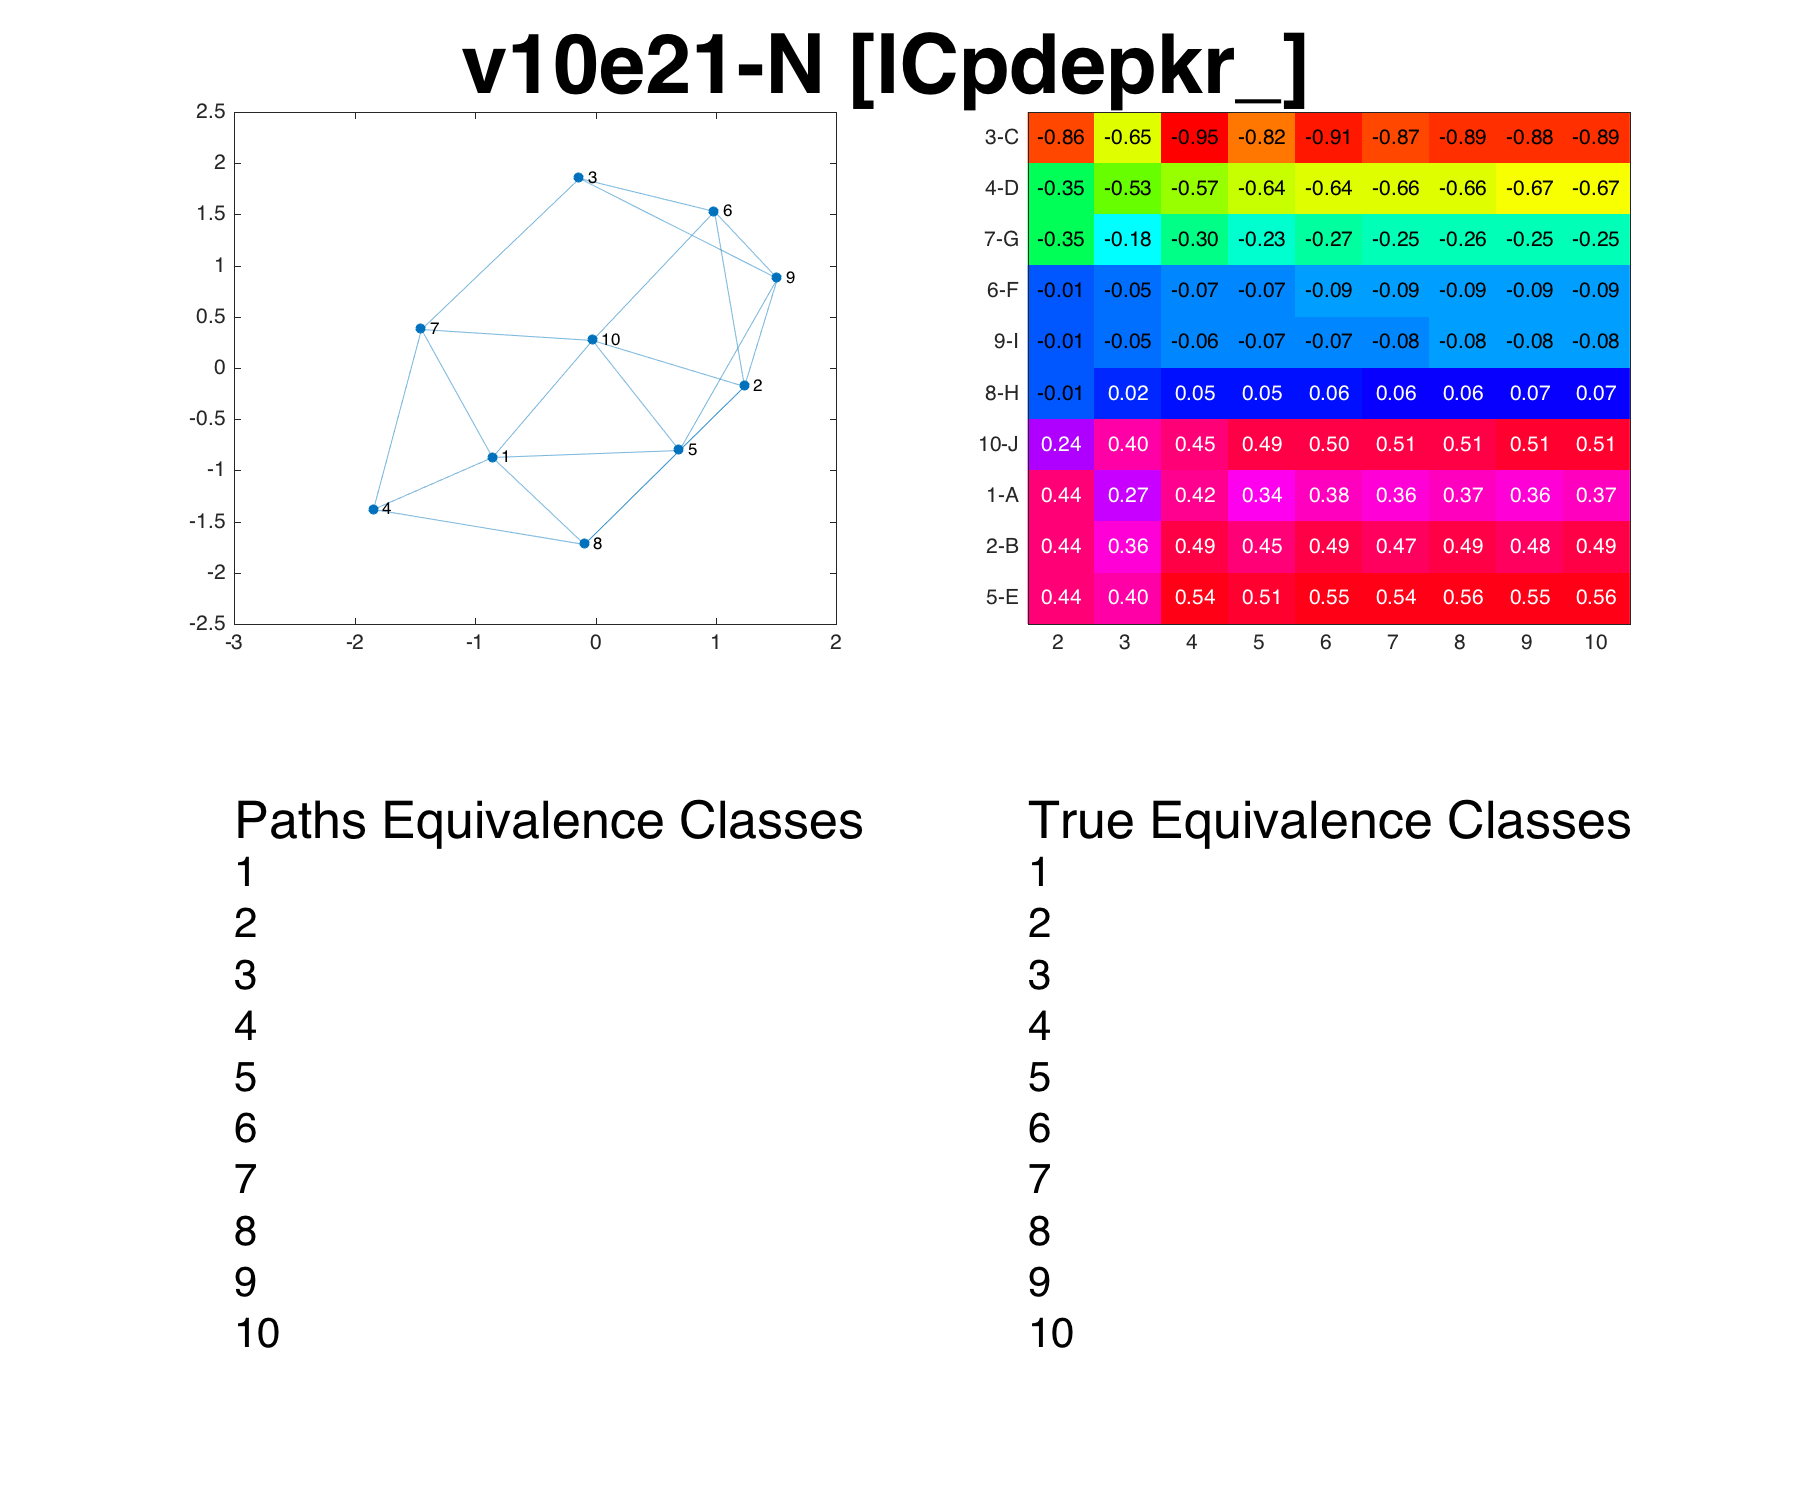 v10e21-N [ICpdepkr_]
2.5
2
1.5
1
0.5
0
-0.5
-1
-1.5
-2
-2.5
-3 -2 -1 0 1 2
3
6
9
7
10
2
5
1
4
8
3-C -0.86 -0.65 -0.95 -0.82 -0.91 -0.87 -0.89 -0.88 -0.89
4-D -0.35 -0.53 -0.57 -0.64 -0.64 -0.66 -0.66 -0.67 -0.67
7-G -0.35 -0.18 -0.30 -0.23 -0.27 -0.25 -0.26 -0.25 -0.25
6-F -0.01 -0.05 -0.07 -0.07 -0.09 -0.09 -0.09 -0.09 -0.09
9-I -0.01 -0.05 -0.06 -0.07 -0.07 -0.08 -0.08 -0.08 -0.08
8-H -0.01 0.02 0.05 0.05 0.06 0.06 0.06 0.07 0.07
10-J 0.24 0.40 0.45 0.49 0.50 0.51 0.51 0.51 0.51
1-A 0.44 0.27 0.42 0.34 0.38 0.36 0.37 0.36 0.37
2-B 0.44 0.36 0.49 0.45 0.49 0.47 0.49 0.48 0.49
5-E 0.44 0.40 0.54 0.51 0.55 0.54 0.56 0.55 0.56
2 3 4 5 6 7 8 9 10
Paths Equivalence Classes
1
2
3
4
5
6
7
8
9
10
True Equivalence Classes
1
2
3
4
5
6
7
8
9
10